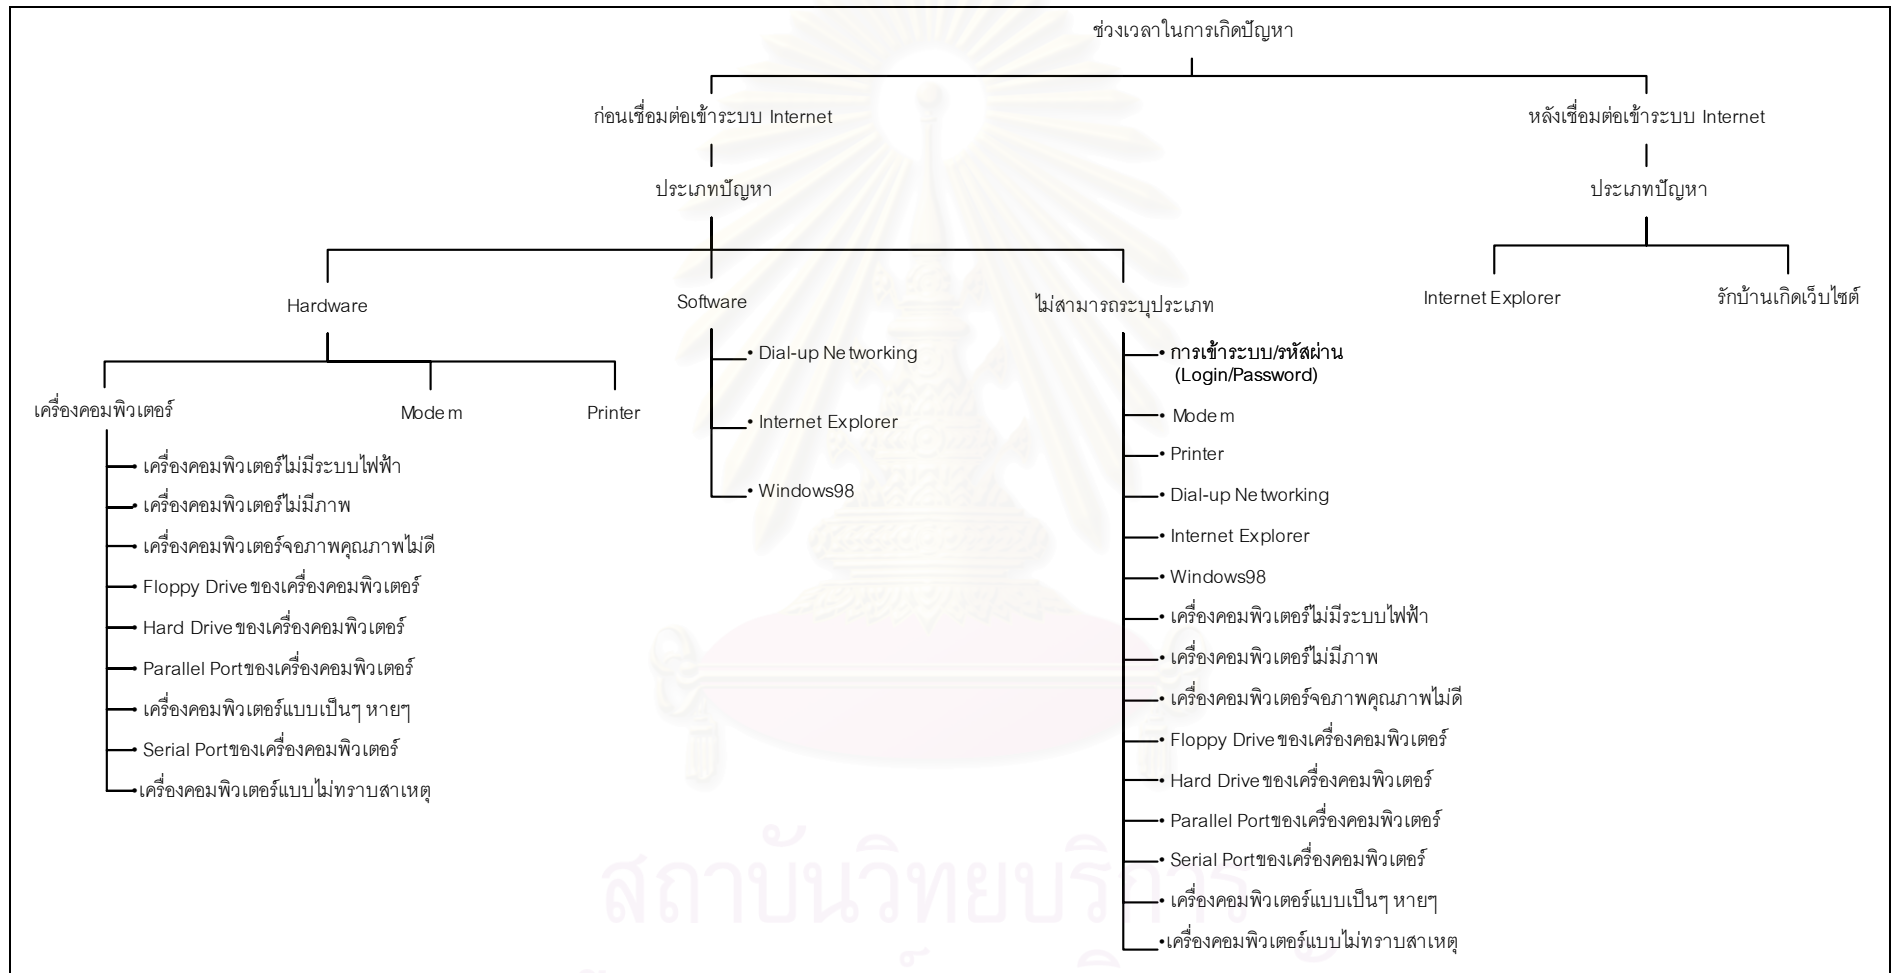 ช่วงเวลาในการเกิดปัญหา
ก่อนเชื่อมต่อเข้าระบบ Internet
หลังเชื่อมต่อเข้าระบบ Internet
ประเภทปัญหา
ประเภทปัญหา
Hardware
Software
ไม่สามารถระบุประเภท
Internet Explorer
รักบ้านเกิดเว็บไซต์
เครื่องคอมพิวเตอร์
Modem
Printer
• เครื่องคอมพิวเตอร์ไม่มีระบบไฟฟ้า
• เครื่องคอมพิวเตอร์ไม่มีภาพ
• เครื่องคอมพิวเตอร์จอภาพคุณภาพไม่ดี
• Floppy Drive ของเครื่องคอมพิวเตอร์
• Hard Drive ของเครื่องคอมพิวเตอร์
• Parallel Port ของเครื่องคอมพิวเตอร์
• เครื่องคอมพิวเตอร์แบบเป็นๆ หายๆ
• Serial Port ของเครื่องคอมพิวเตอร์
• เครื่องคอมพิวเตอร์แบบไม่ทราบสาเหตุ
• Dial-up Networking
• Internet Explorer
• Windows98
• การเข้าระบบ/รหัสผ่าน
(Login/Password)
• Modem
• Printer
• Dial-up Networking
• Internet Explorer
• Windows98
• เครื่องคอมพิวเตอร์ไม่มีระบบไฟฟ้า
• เครื่องคอมพิวเตอร์ไม่มีภาพ
• เครื่องคอมพิวเตอร์จอภาพคุณภาพไม่ดี
• Floppy Drive ของเครื่องคอมพิวเตอร์
• Hard Drive ของเครื่องคอมพิวเตอร์
• Parallel Port ของเครื่องคอมพิวเตอร์
• Serial Port ของเครื่องคอมพิวเตอร์
• เครื่องคอมพิวเตอร์แบบเป็นๆ หายๆ
• เครื่องคอมพิวเตอร์แบบไม่ทราบสาเหตุ
สถาบันวิทยบริการ